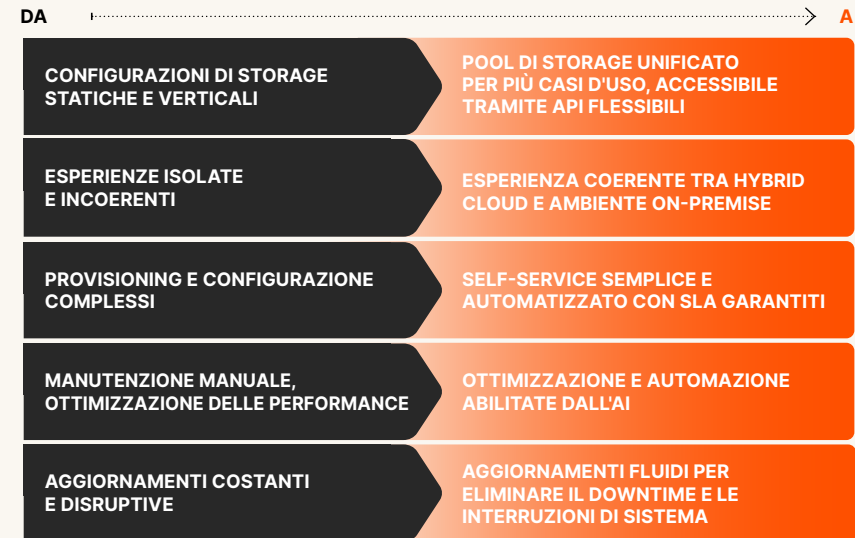 DA
A
CONFIGURAZIONI DI STORAGE
STATICHE E VERTICALI
POOL DI STORAGE UNIFICATO
PER PIÙ CASI D'USO, ACCESSIBILE
TRAMITE API FLESSIBILI
ESPERIENZE ISOLATE
E INCOERENTI
ESPERIENZA COERENTE TRA HYBRID
CLOUD E AMBIENTE ON-PREMISE
PROVISIONING E CONFIGURAZIONE
COMPLESSI
SELF-SERVICE SEMPLICE E
AUTOMATIZZATO CON SLA GARANTITI
MANUTENZIONE MANUALE,
OTTIMIZZAZIONE DELLE PERFORMANCE
OTTIMIZZAZIONE E AUTOMAZIONE
ABILITATE DALL'AI
AGGIORNAMENTI COSTANTI
E DISRUPTIVE
AGGIORNAMENTI FLUIDI PER
ELIMINARE IL DOWNTIME E LE
INTERRUZIONI DI SISTEMA